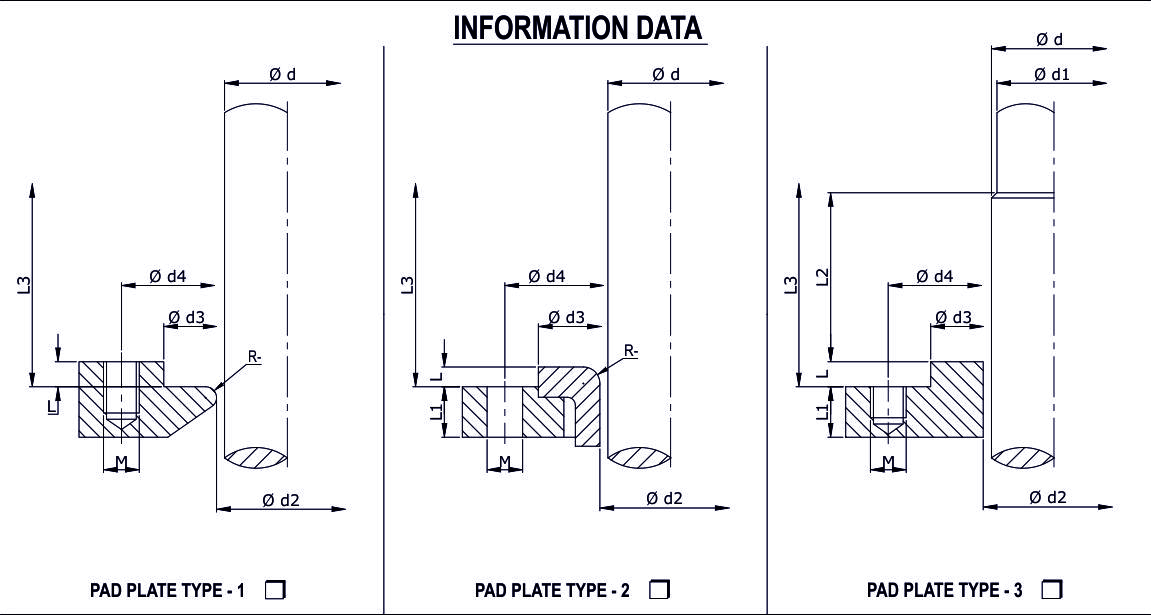 INFORMATION DATA
Ø d
Ø d4
Ø d3
L3
L
R-
M
Ø d2
PAD PLATE TYPE - 1
Ø d
Ø d4
Ø d3
L3
L
L1
R-
M
Ø d2
PAD PLATE TYPE - 2
Ø d
Ø d1
L3
L2
Ø d4
Ø d3
L
L1
M
Ø d2
PAD PLATE TYPE - 3